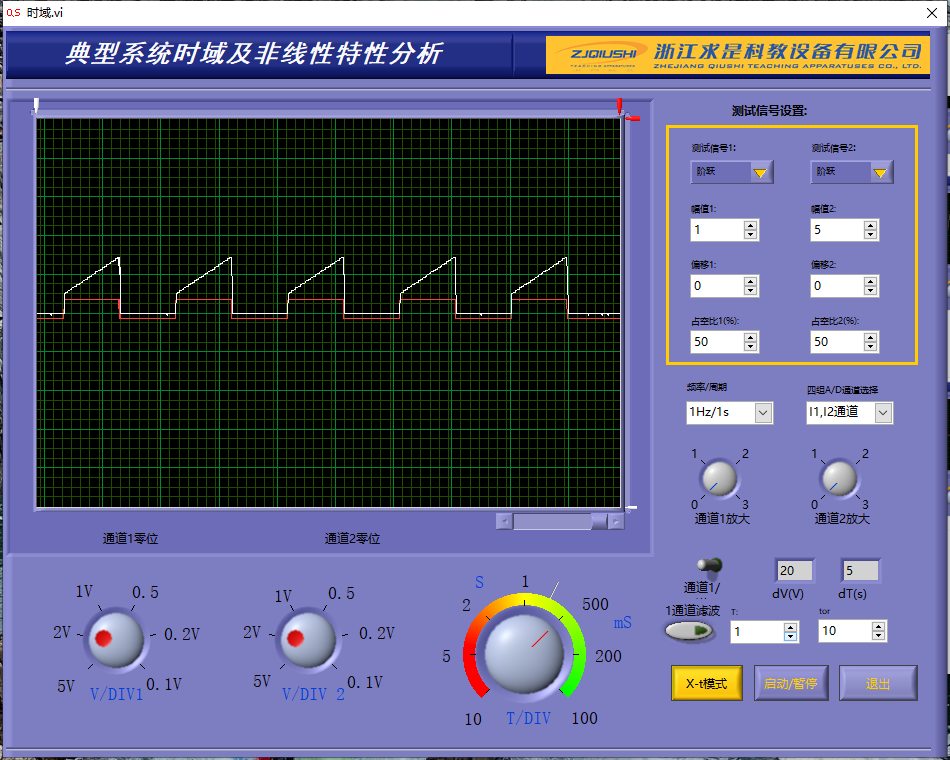 时域.vi
典型系统时域及非线性特性分析
ZJQIUSHI 浙江求是科教设备有限公司
ZHEJIANG QIUSHI TEACHING APPARATUSES CO., LTD.
测试信号设置:
测试信号1: 测试信号2:
阶跃 阶跃
幅值1: 幅值2:
1 5
偏移1: 偏移2:
0 0
占空比1(%): 占空比2(%):
50 50
频率/周期 四组A/D通道选择
1Hz/1s I1,I2通道
1 2 1 2
0 3 0 3
通道1放大 通道2放大
通道1零位 通道2零位
通道1/
20 5
dV(V) dT(s)
1通道滤波 T: tor
1 10
X-t模式 启动/暂停 退出
1V 0.5
2V 0.2V
5V 0.1V
V/DIV1
1V 0.5
2V 0.2V
5V 0.1V
V/DIV 2
S 1
2 500
mS
5 200
10 T/DIV 100